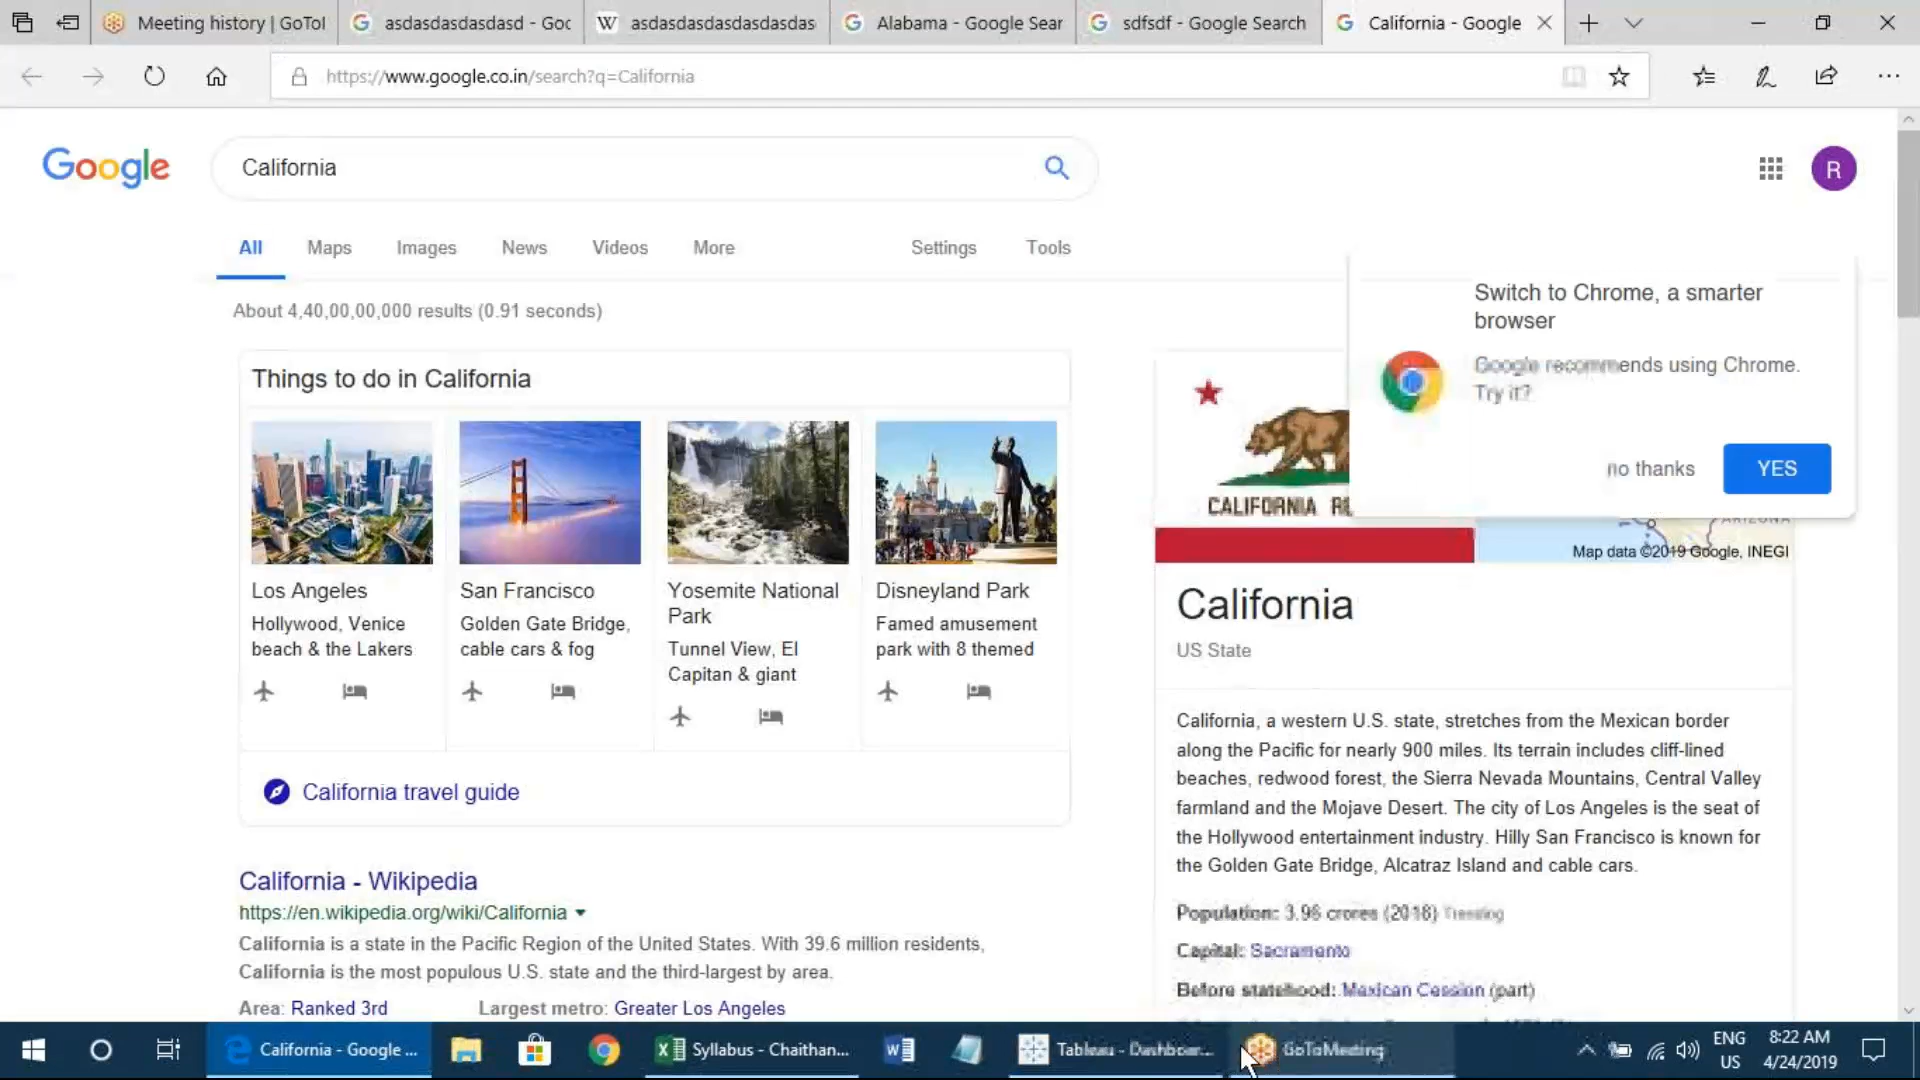 Meeting history | GoToI
asdasdasdasdasd - Goc
asdasdasdasdasdasdas
Alabama - Google Sear
sdfsdf - Google Search
California - Google
https://www.google.co.in/search?q=California
Google
California
R
All
Maps
Images
News
Videos
More
Settings
Tools
About 4,40,00,00,000 results (0.91 seconds)
Switch to Chrome, a smarter
browser
Google recommends using Chrome.
Try it?
no thanks
YES
Things to do in California
CALIFORNIA RE
ARIZONA
Map data ©2019 Google, INEGI
Los Angeles
Hollywood, Venice
beach & the Lakers
San Francisco
Golden Gate Bridge,
cable cars & fog
Yosemite National
Park
Tunnel View, El
Capitan & giant
Disneyland Park
Famed amusement
park with 8 themed
California travel guide
California
US State
California, a western U.S. state, stretches from the Mexican border
along the Pacific for nearly 900 miles. Its terrain includes cliff-lined
beaches, redwood forest, the Sierra Nevada Mountains, Central Valley
farmland and the Mojave Desert. The city of Los Angeles is the seat of
the Hollywood entertainment industry. Hilly San Francisco is known for
the Golden Gate Bridge, Alcatraz Island and cable cars.
Population: 3.96 crores (2018) Trending
Capital: Sacramento
Before statehood: Mexican Cession (part)
California - Wikipedia
https://en.wikipedia.org/wiki/California
California is a state in the Pacific Region of the United States. With 39.6 million residents,
California is the most populous U.S. state and the third-largest by area.
Area: Ranked 3rd
Largest metro: Greater Los Angeles
California - Google ...
Syllabus - Chaithan...
Tableau - Dashboar...
GoToMeeting
ENG
US
8:22 AM
4/24/2019